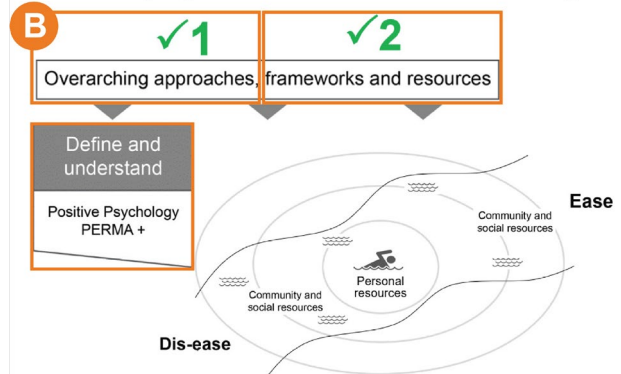 B
✓1
✓2
Overarching approaches, frameworks and resources
Define and
understand
Positive Psychology
PERMA +
Ease
Community and
social resources
Personal
resources
Community and
social resources
Dis-ease